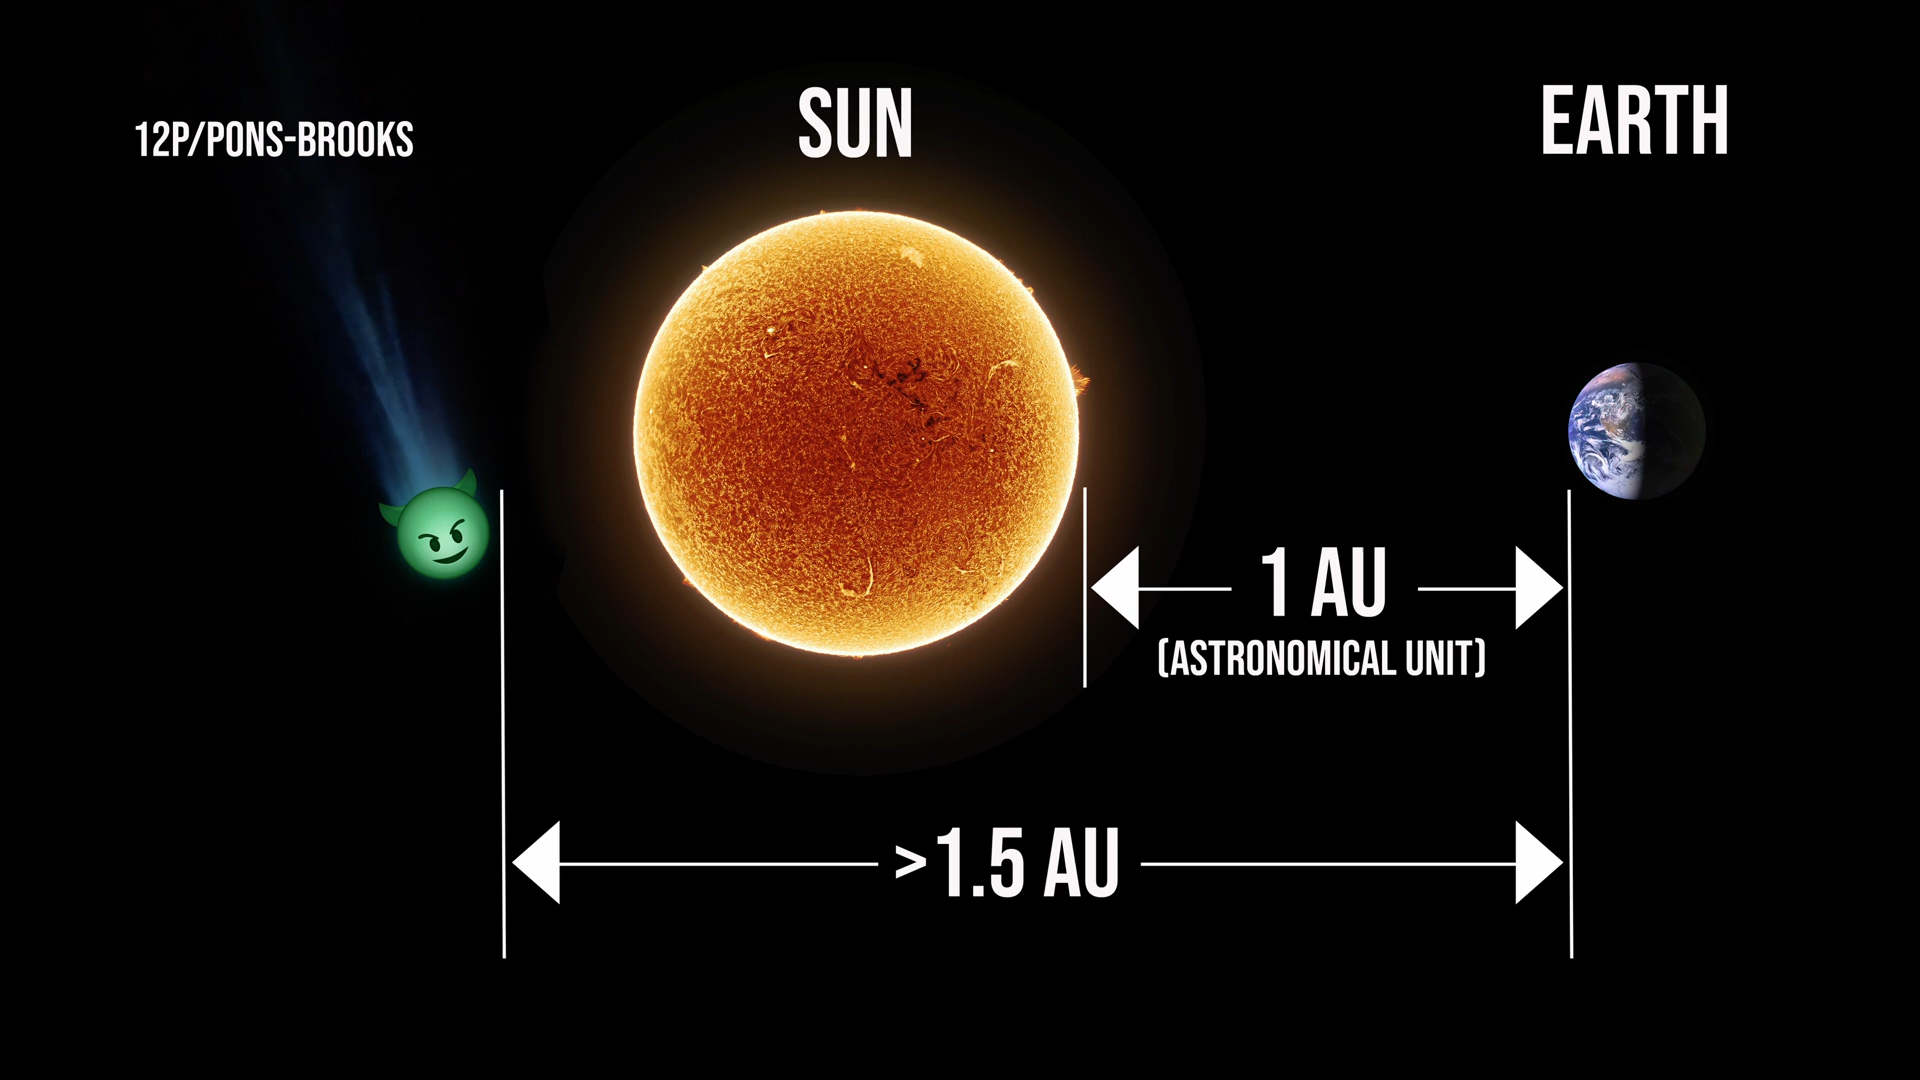 12P/PONS-BROOKS
SUN
EARTH
1 AU
(ASTRONOMICAL UNIT)
>1.5 AU